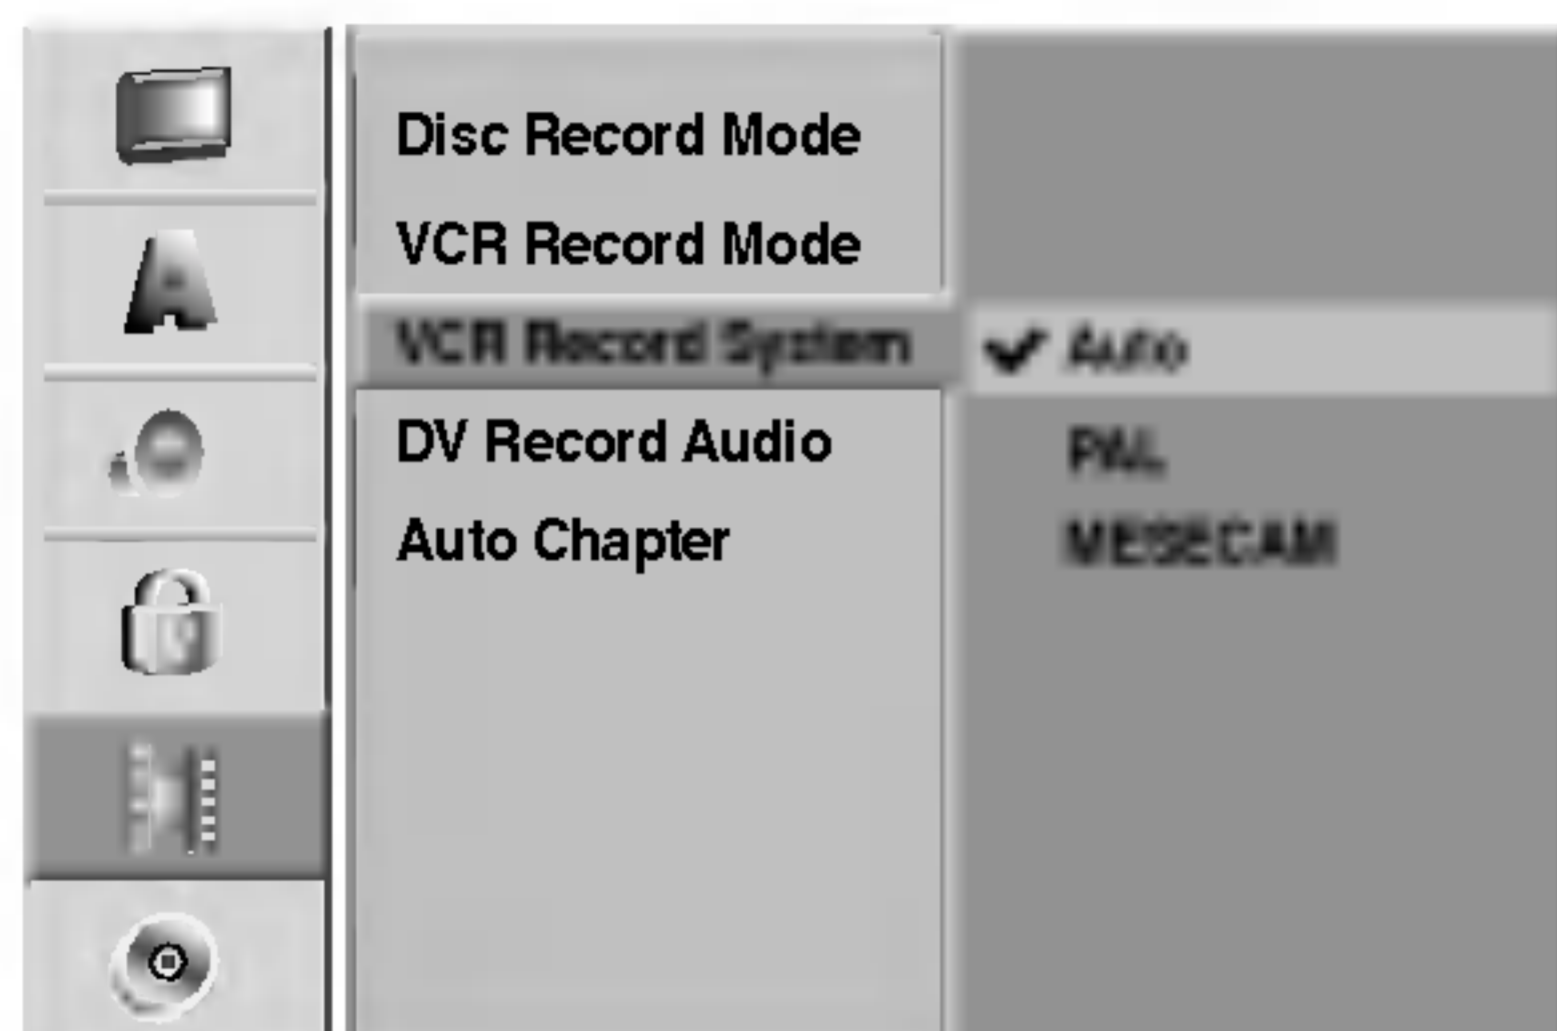 Disc Record Mode
VCR Record Mode
VCR Record System
Auto
DV Record Audio
PAL
Auto Chapter
MESECAM